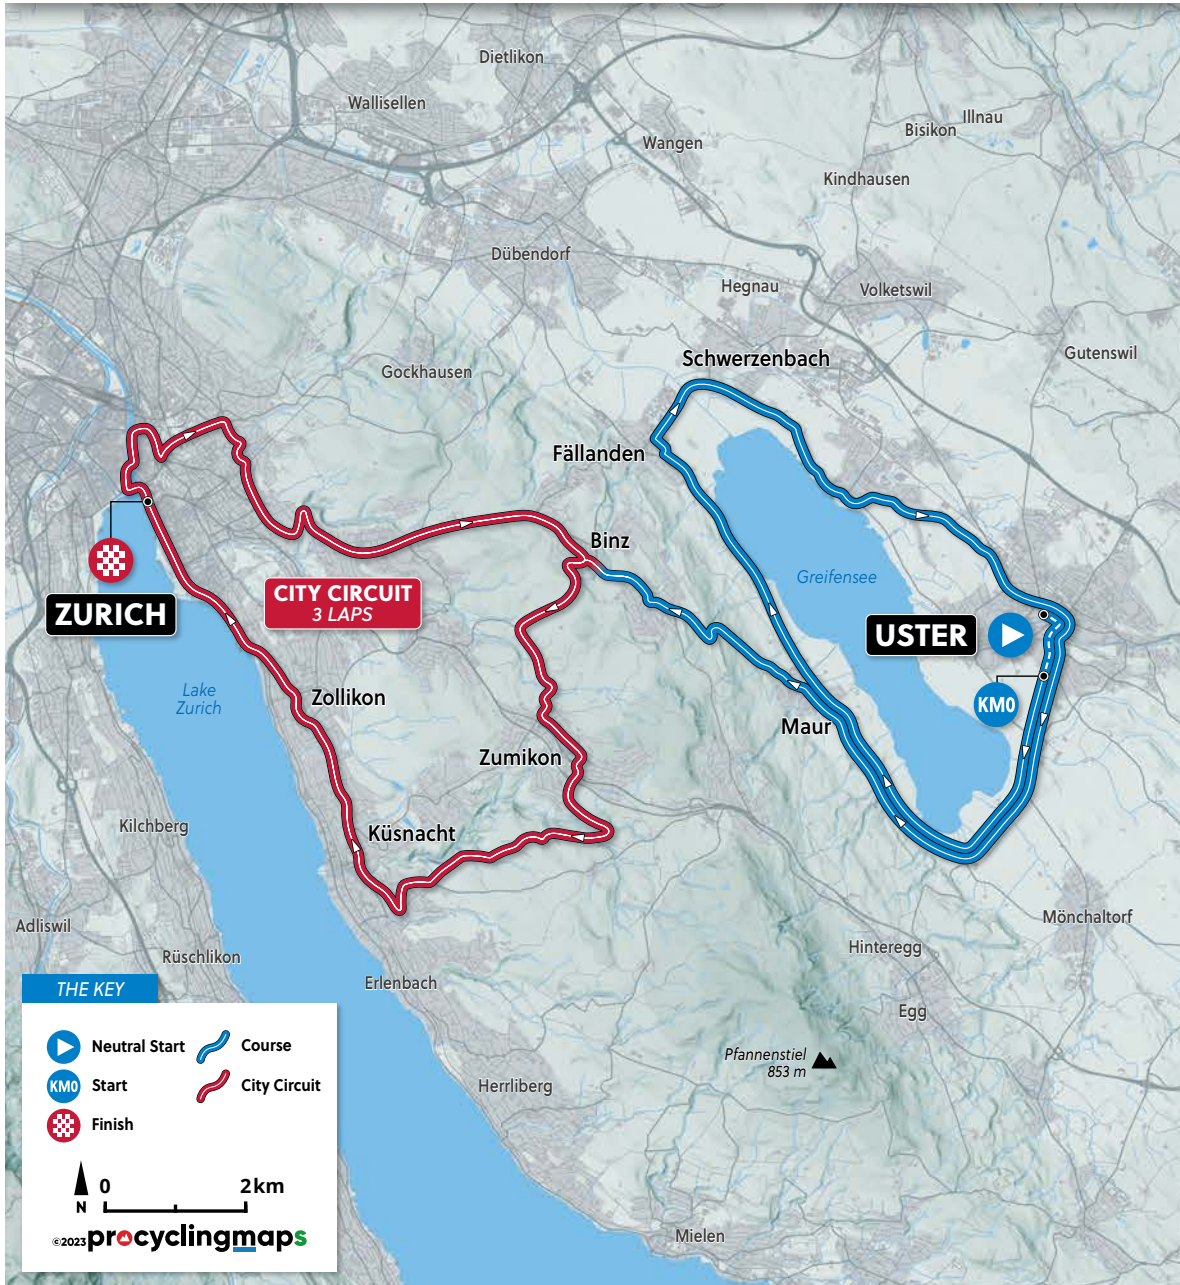 Dietlikon
Wallisellen
Illnau
Bisikon
Wangen
Kindhausen
Dübendorf
Hegnau
Volketswil
Schwerzenbach
Gutenswil
Gockhausen
Fällanden
Binz
Greifensee
CITY CIRCUIT
3 LAPS
ZURICH
USTER
KM0
Lake
Zurich
Zollikon
Maur
Zumikon
Kilchberg
Küsnacht
Adliswil
Mönchaltorf
Rüschlikon
Hinteregg
Erlenbach
Egg
Pfannenstiel
853 m
Herrliberg
Mielen
THE KEY
Neutral Start
Course
KM0
Start
City Circuit
Finish
N
0
2km
©2023 procyclingmaps